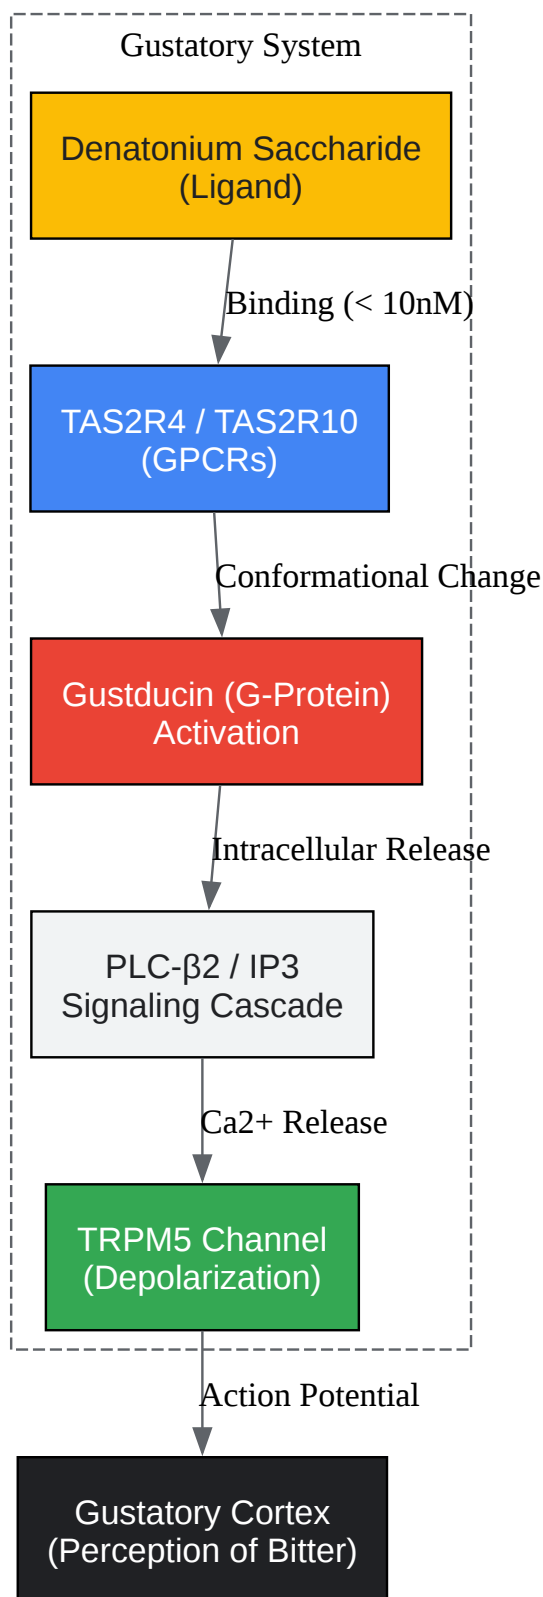 Gustatory System
Denatonium Saccharide
(Ligand)
Binding (< 10nM)
TAS2R4 / TAS2R10
(GPCRs)
Conformational Change
Gustducin (G-Protein)
Activation
Intracellular Release
PLC-β2 / IP3
Signaling Cascade
Ca2+ Release
TRPM5 Channel
(Depolarization)
Action Potential
Gustatory Cortex
(Perception of Bitter)